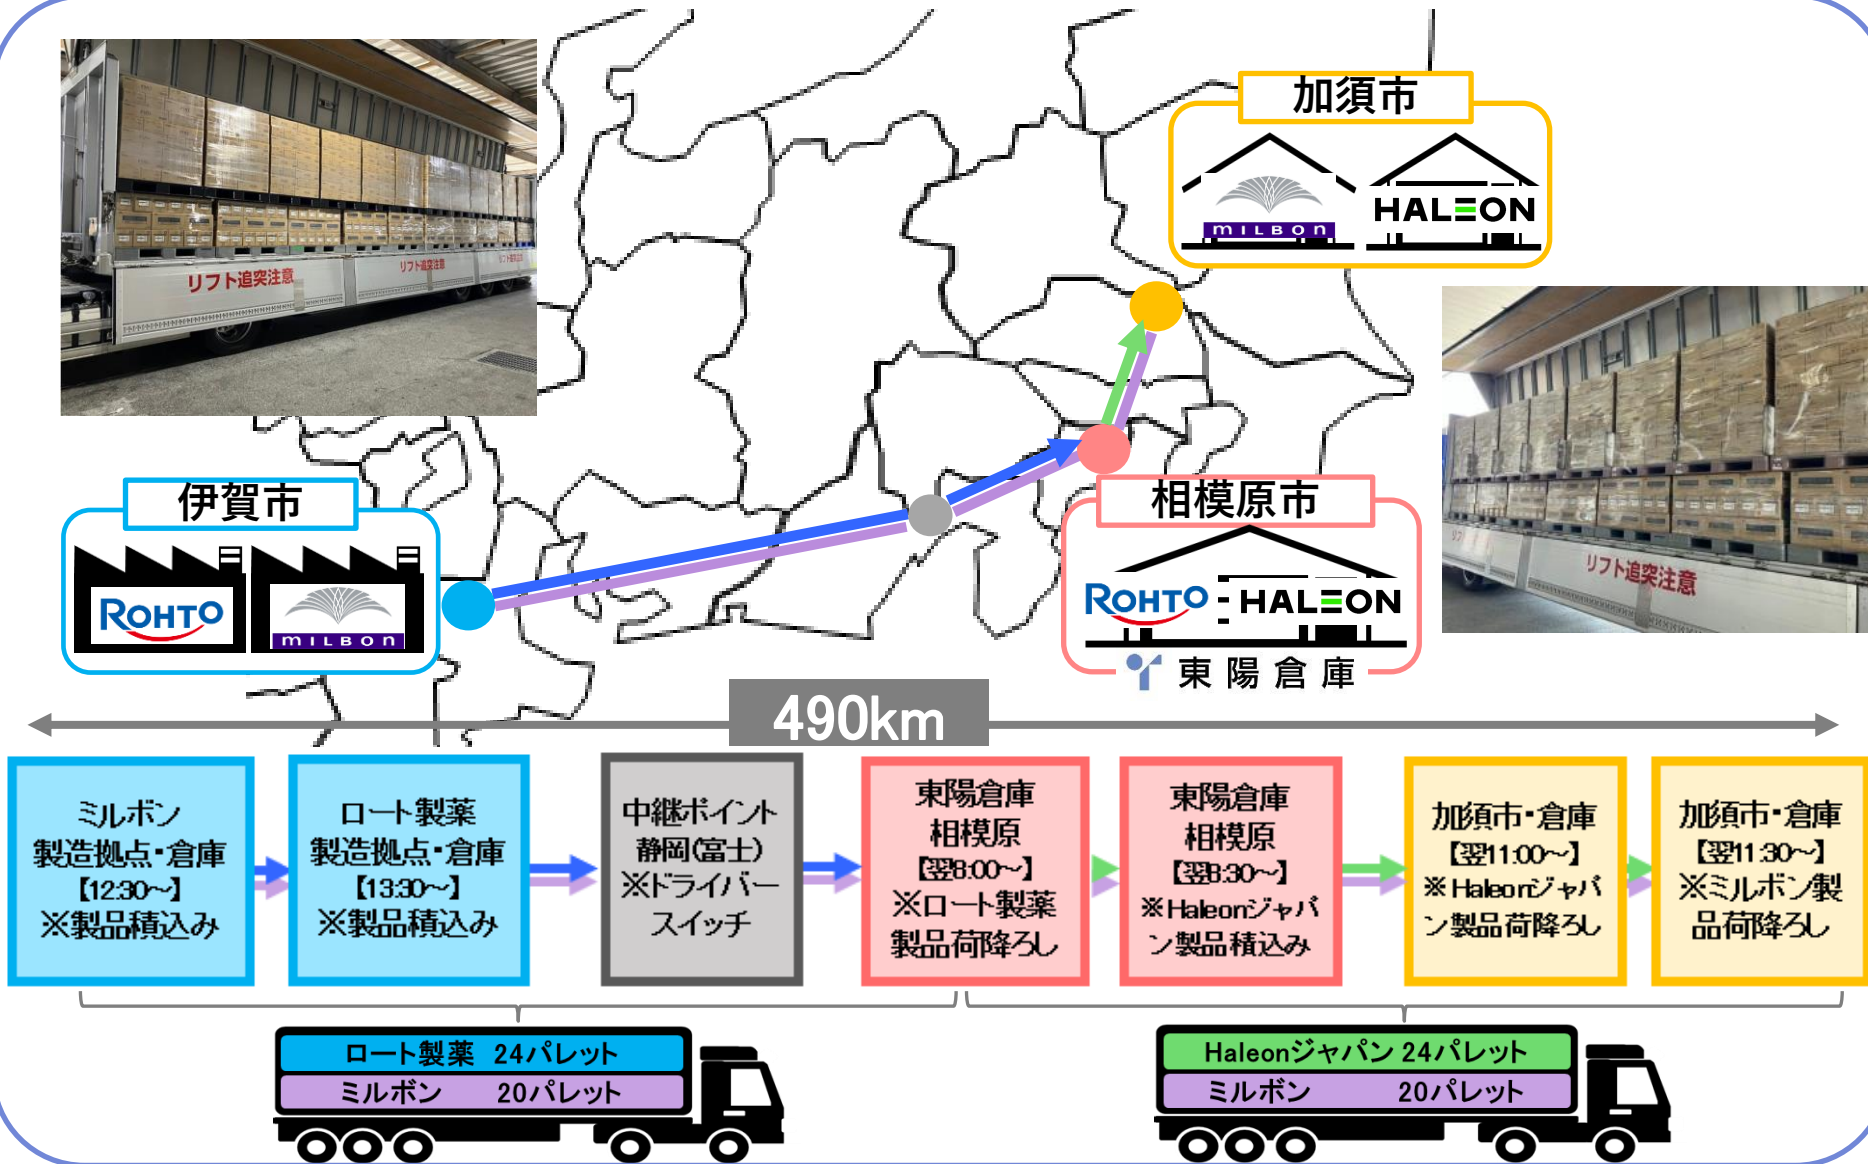 リフト追突注意
リフト追突注意
加須市
MILBON
HALEON
伊賀市
ROHTO
MILBON
相模原市
ROHTO
HALEON
東陽倉庫
リフト追突注意
490km
ミルボン
製造拠点・倉庫
【12:30～】
※製品積込み
ロート製薬
製造拠点・倉庫
【13:30～】
※製品積込み
中継ポイント
静岡(富士)
※ドライバー
スイッチ
東陽倉庫
相模原
【翌8:00～】
※ロート製薬
製品荷降ろし
東陽倉庫
相模原
【翌8:30～】
※Haleonジャパ
ン製品積込み
加須市・倉庫
【翌11:00～】
※Haleonジャパ
ン製品荷降ろし
加須市・倉庫
【翌11:30～】
※ミルボン製
品荷降ろし
ロート製薬 24パレット
ミルボン 20パレット
Haleonジャパン 24パレット
ミルボン 20パレット